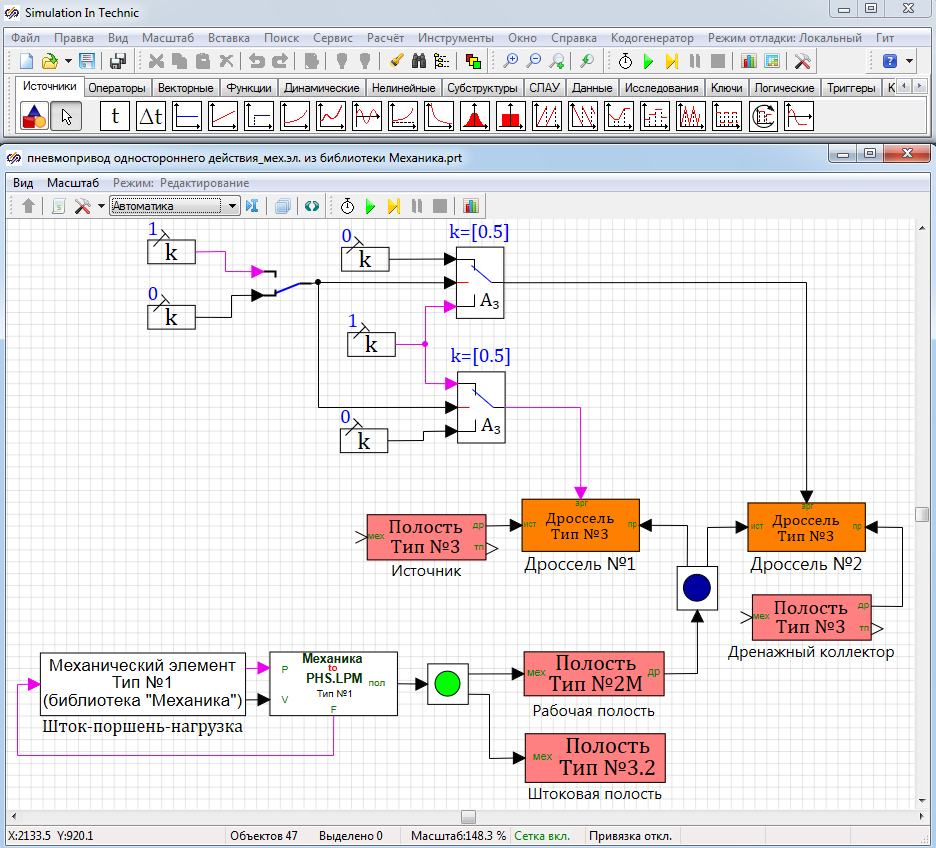 Simulation In Technic
Файл Правка Вид Масштаб Вставка Поиск Сервис Расчёт Инструменты Окно Справка Кодогенератор Режим отладки: Локальный Гит
Источники Операторы Векторные Функции Динамические Нелинейные Субструктуры СПАУ Данные Исследования Ключи Логические Триггеры К
t Δt
пневмопривод одностороннего действия_мех.эл. из библиотеки Механика.prt
Вид Масштаб Режим: Редактирование
Автоматика
1
k
0
k
0
k
k=[0.5]
A3
1
k
k=[0.5]
A3
0
k
Полость
Тип №3
мех др тп
Источник
арг
Дроссель
Тип №3
ист пр
Дроссель №1
арг
Дроссель
Тип №3
ист пр
Дроссель №2
Полость
Тип №3
мех др тп
Дренажный коллектор
Механический элемент
Тип №1
(библиотека "Механика")
Шток-поршень-нагрузка
Механика
to
PHS.LPM
Тип №1
P V F пол
Полость
Тип №2М
мех др
Рабочая полость
Полость
Тип №3.2
мех
Штоковая полость
X:2133.5 Y:920.1 Объектов 47 Выделено 0 Масштаб:148.3 % Сетка вкл. Привязка откл.